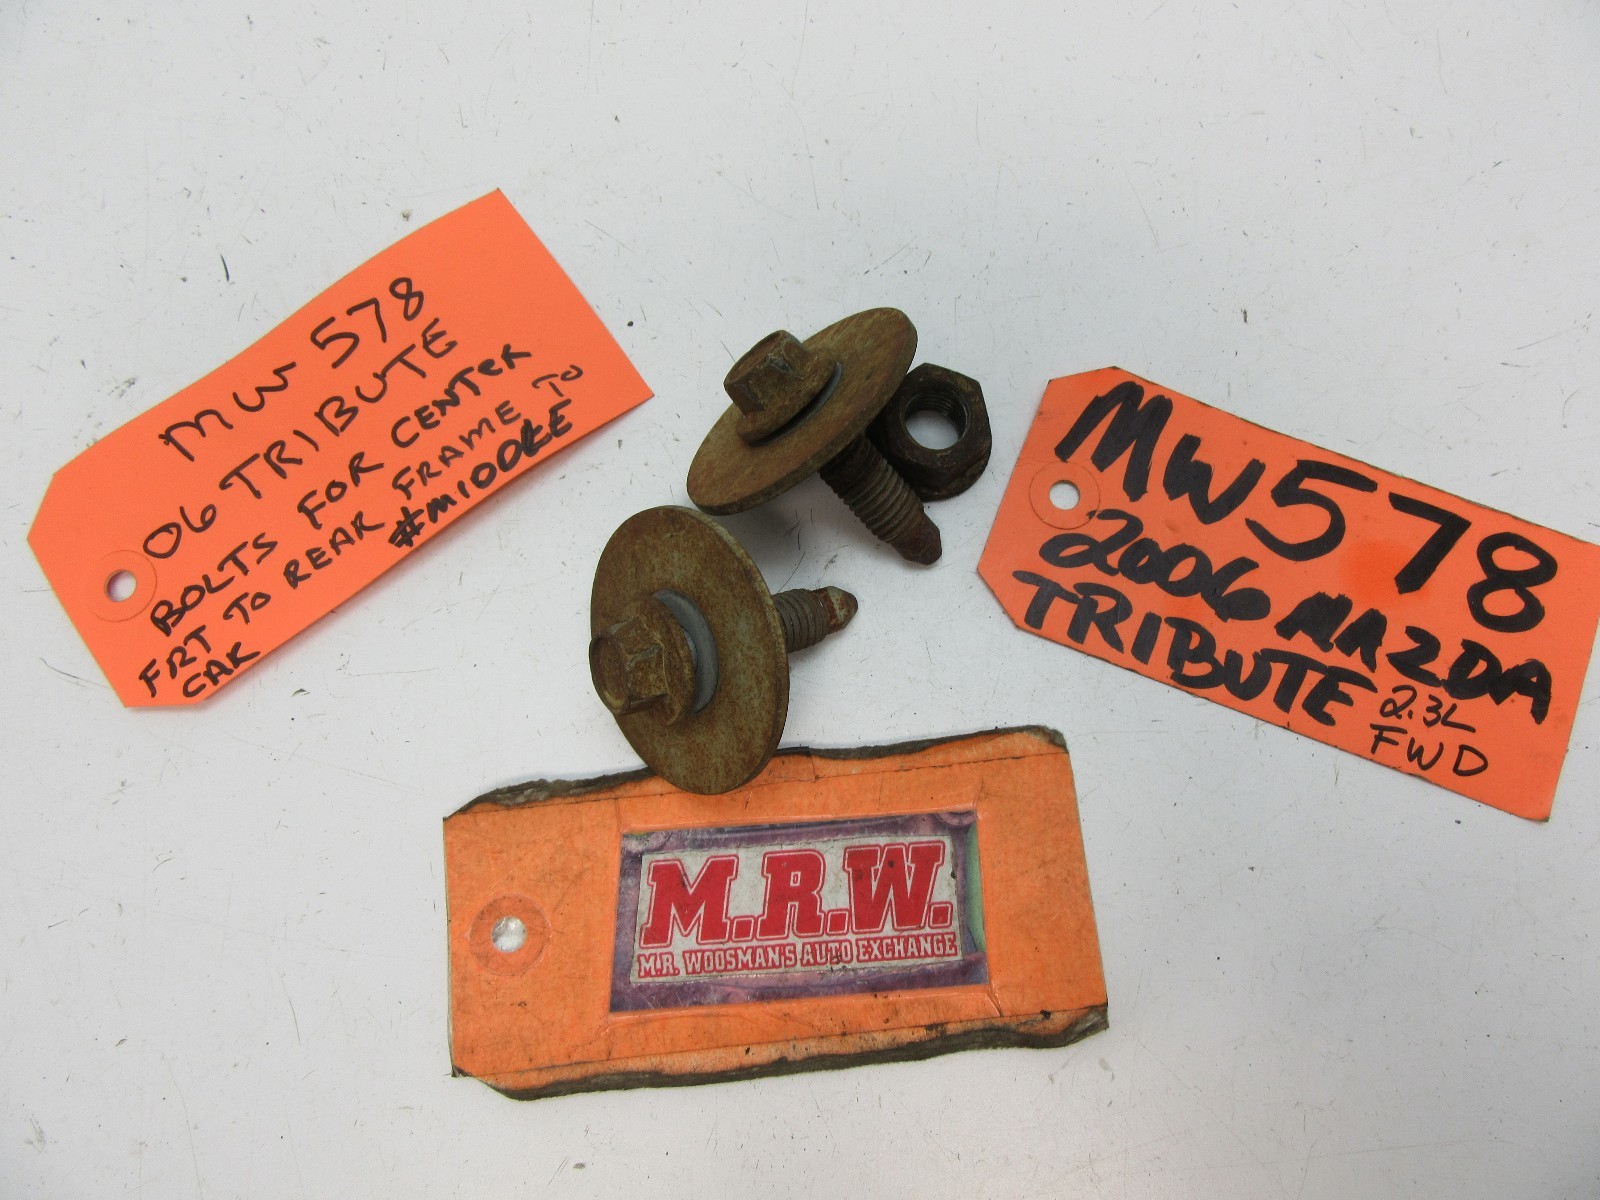 MW 578
06 TRIBUTE
BOLTS FOR CENTER
FRT TO REAR FRAME TO
CAR
MW578
2006 MAZDA
TRIBUTE 2.3L
FWD
M.R.W.
M.R. WOOSMAN'S AUTO EXCHANGE